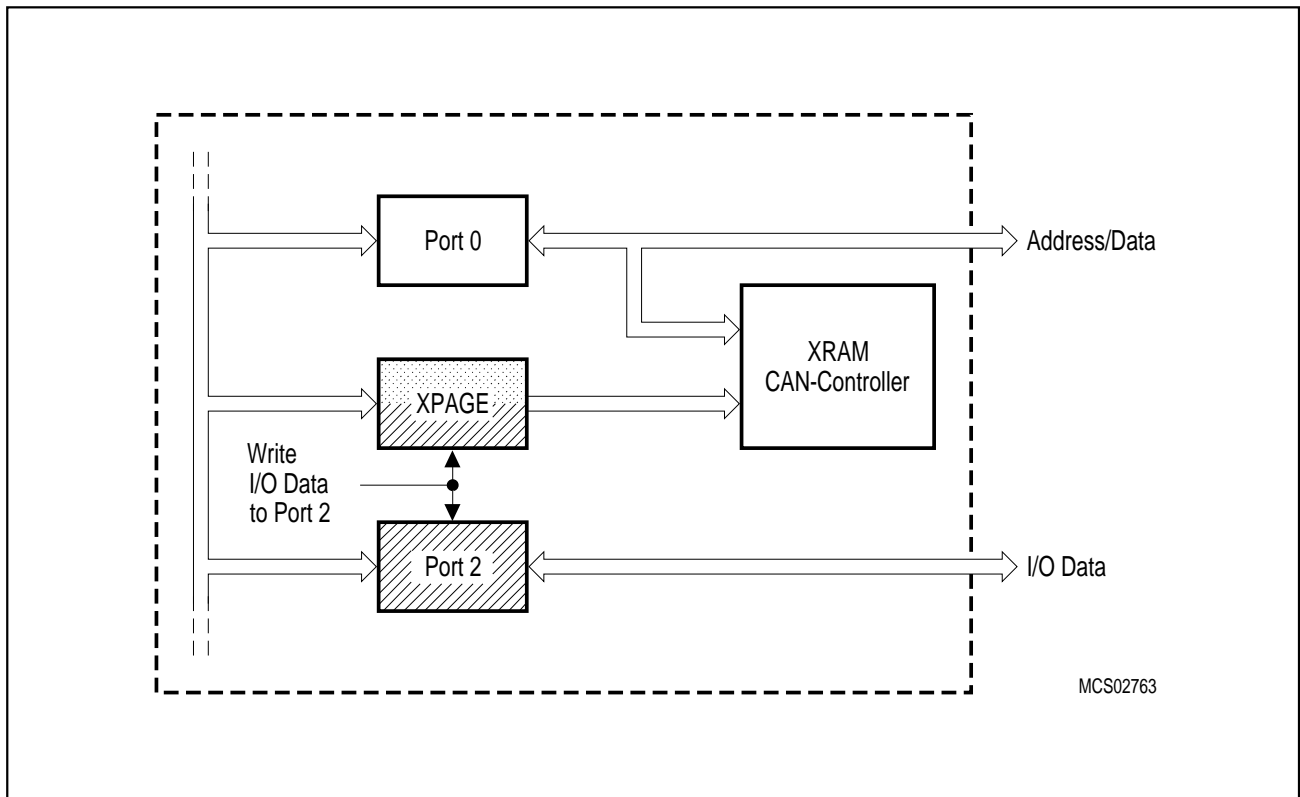 Port 0
Address/Data
XRAM
CAN-Controller
XPAGE
Write
I/O Data
to Port 2
Port 2
I/O Data
MCS02763